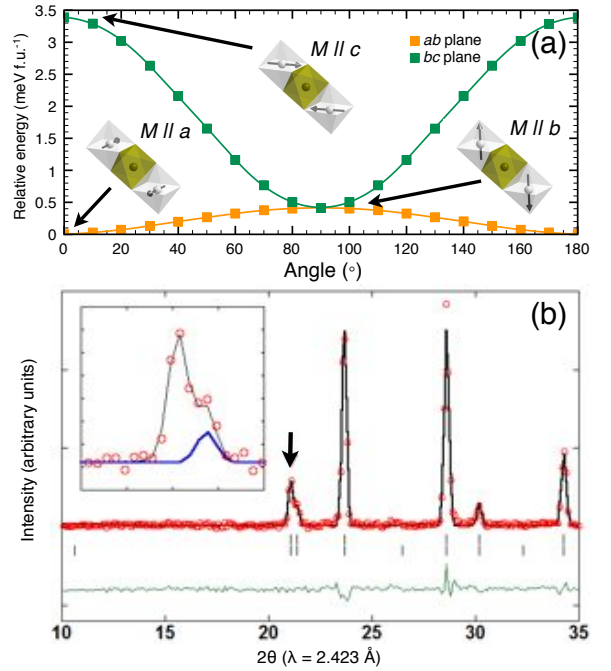 3.5
3
2.5
2
1.5
1
0.5
0
Relative energy (meV f.u.⁻¹)
(a)
ab plane
bc plane
M // c
M // a
M // b
0 20 40 60 80 100 120 140 160 180
Angle (°)
(b)
Intensity (arbitrary units)
10 15 20 25 30 35
2θ (λ = 2.423 Å)